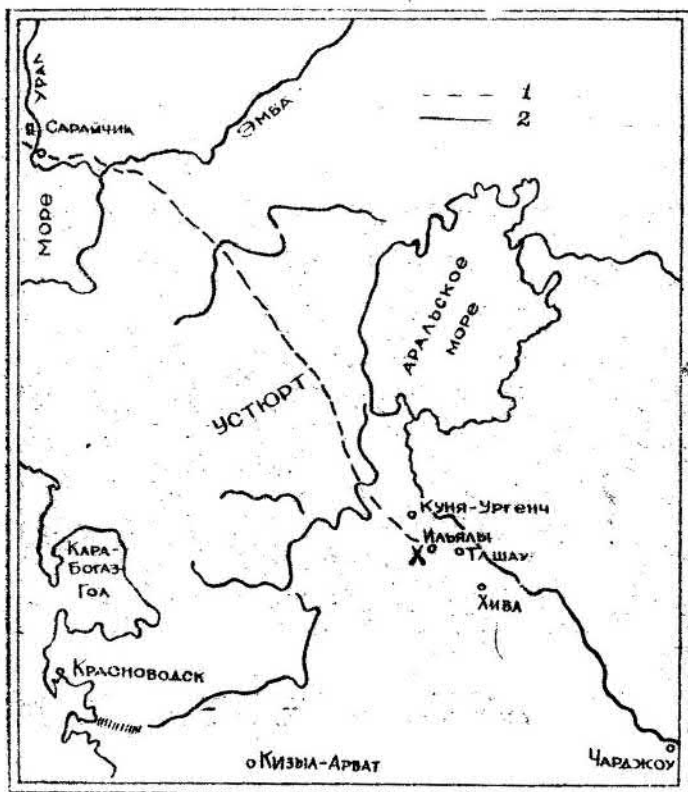 УРАЛ
САРАЙЧИК
ЭМБА
1
2
МОРЕ
АРАЛЬСКОЕ
МОРЕ
УСТЮРТ
КУНЯ-УРГЕНЧ
ИЛЬЯЛЫ
ТАШАУ
ХИВА
КАРА-
БОГАЗ-
ГОЛ
КРАСНОВОДСК
КИЗЫЛ-АРВАТ
ЧАРДЖОУ